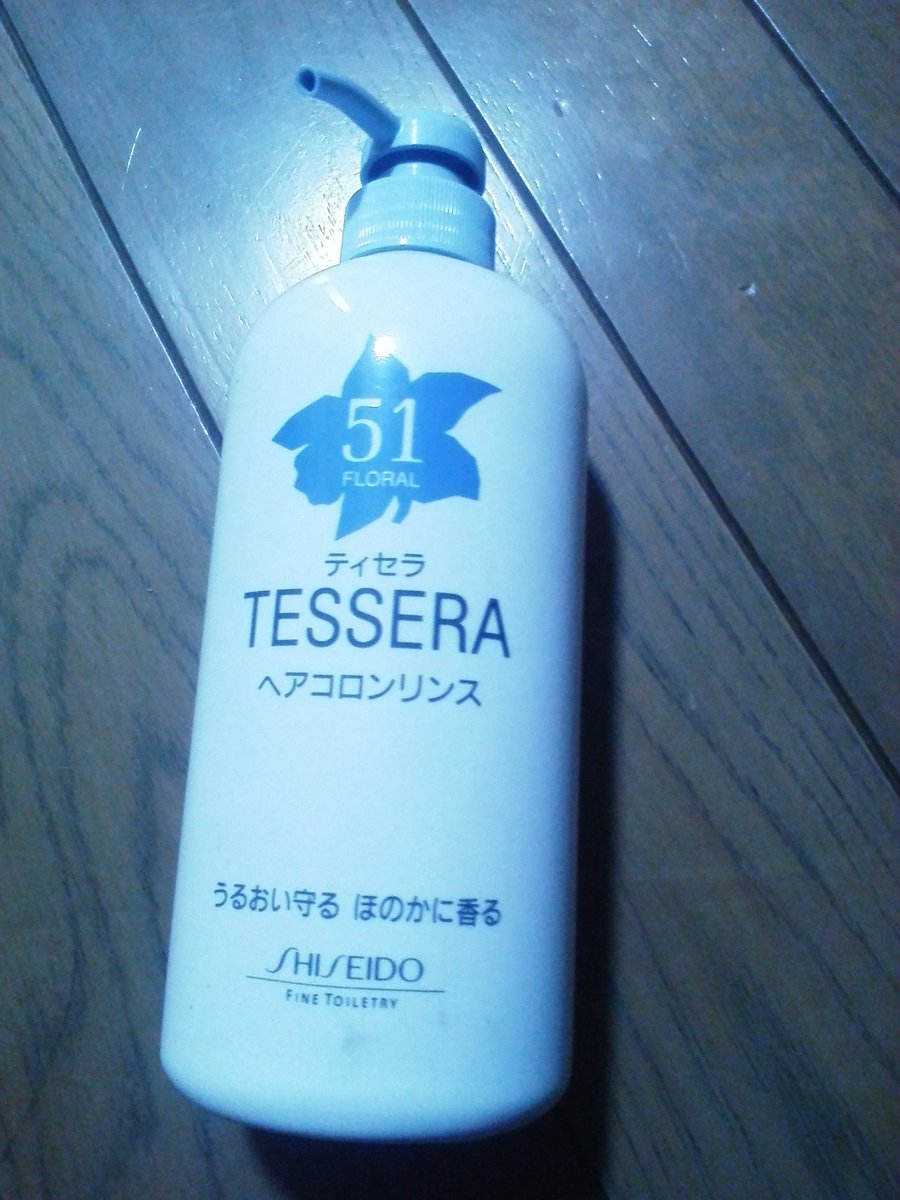 51
FLORAL
ティセラ
TESSERA
ヘアコロンリンス
うるおい守る ほのかに香る
SHISEIDO
FINE TOILETRY